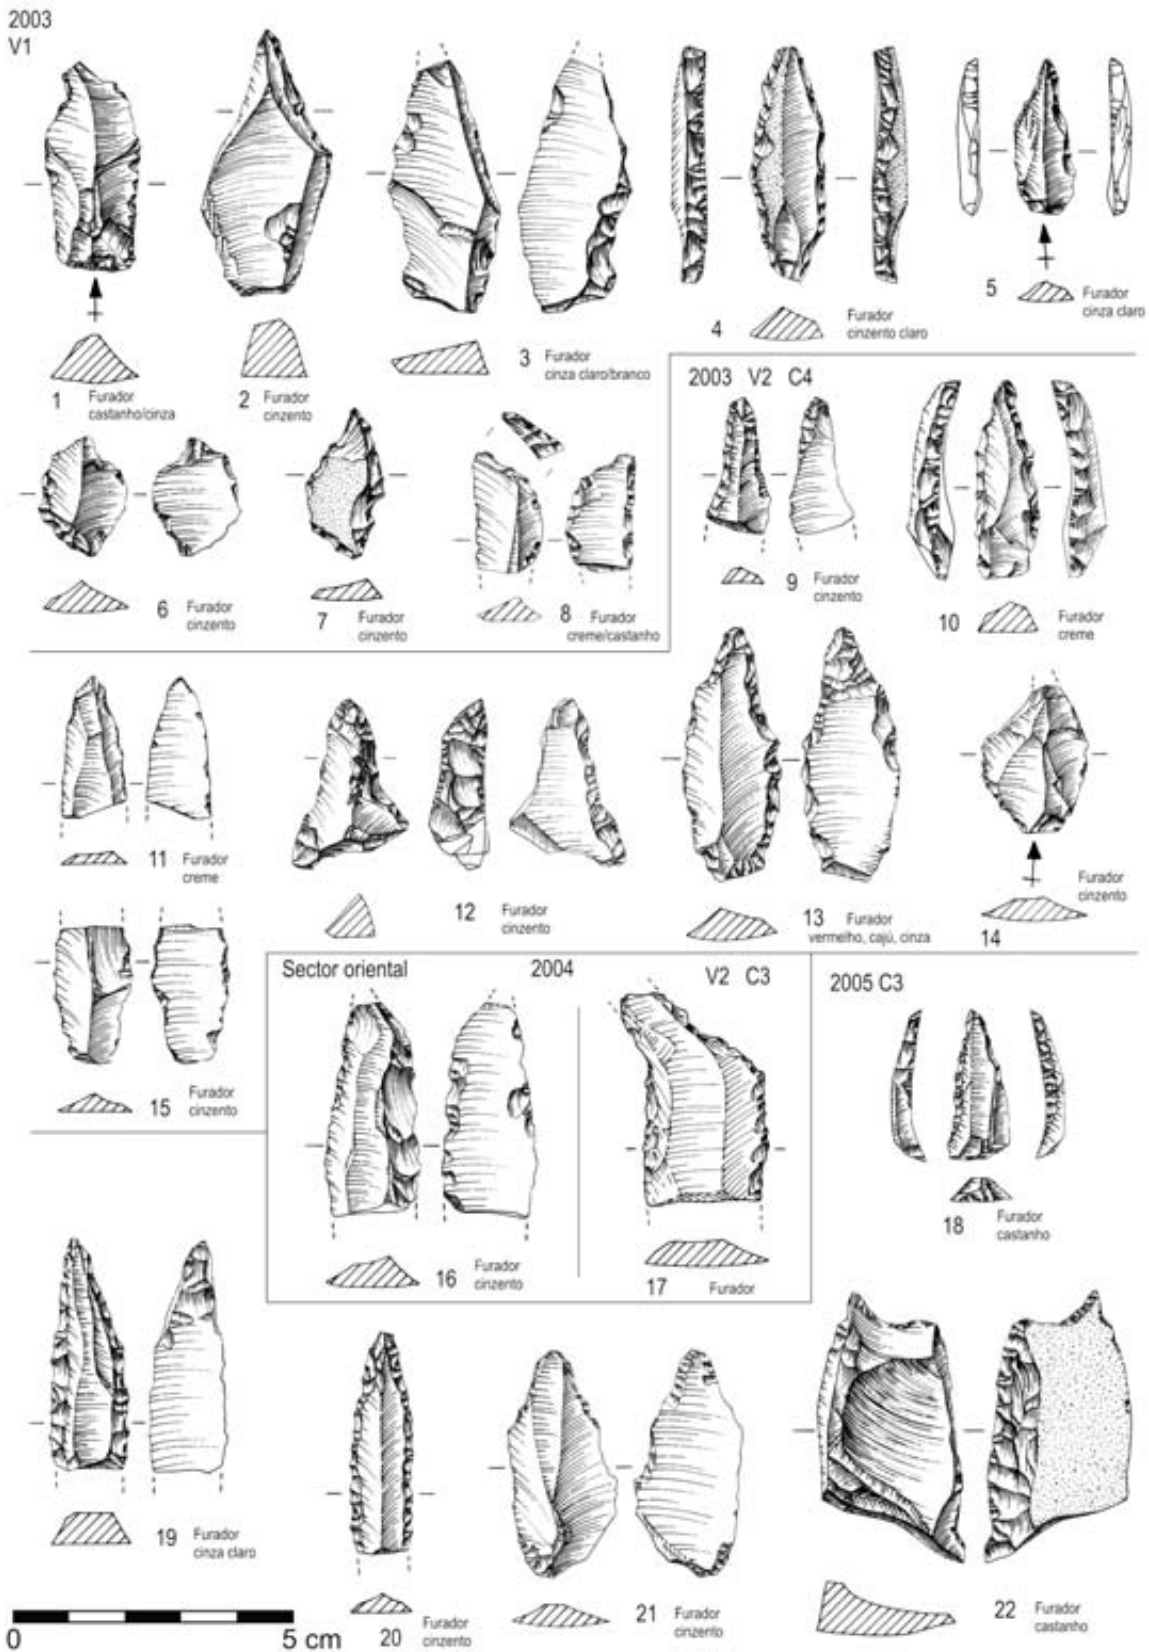 2003
V1
1 Furador
castanho/cinza
2 Furador
cinzento
3 Furador
cinza claro/branco
4 Furador
cinzento claro
5 Furador
cinza claro
6 Furador
cinzento
7 Furador
cinzento
8 Furador
creme/castanho
2003 V2 C4
9 Furador
cinzento
10 Furador
creme
11 Furador
creme
12 Furador
cinzento
13 Furador
vermelho, cajú, cinza
14 Furador
cinzento
15 Furador
cinzento
Sector oriental 2004 V2 C3
16 Furador
cinzento
17 Furador
2005 C3
18 Furador
castanho
19 Furador
cinza claro
20 Furador
cinzento
21 Furador
cinzento
22 Furador
castanho
0 5 cm